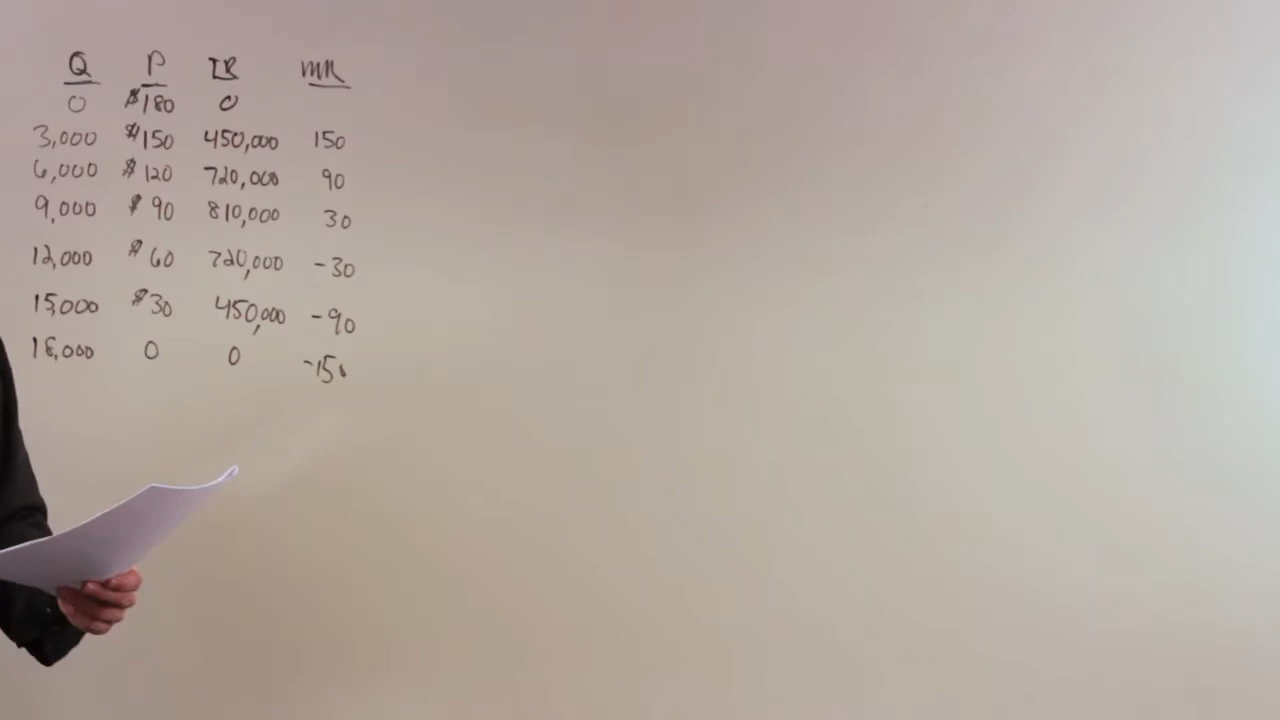 Q P TR MR
0 $180 0
3,000 $150 450,000 150
6,000 $120 720,000 90
9,000 $90 810,000 30
12,000 $60 720,000 -30
15,000 $30 450,000 -90
18,000 0 0 -150